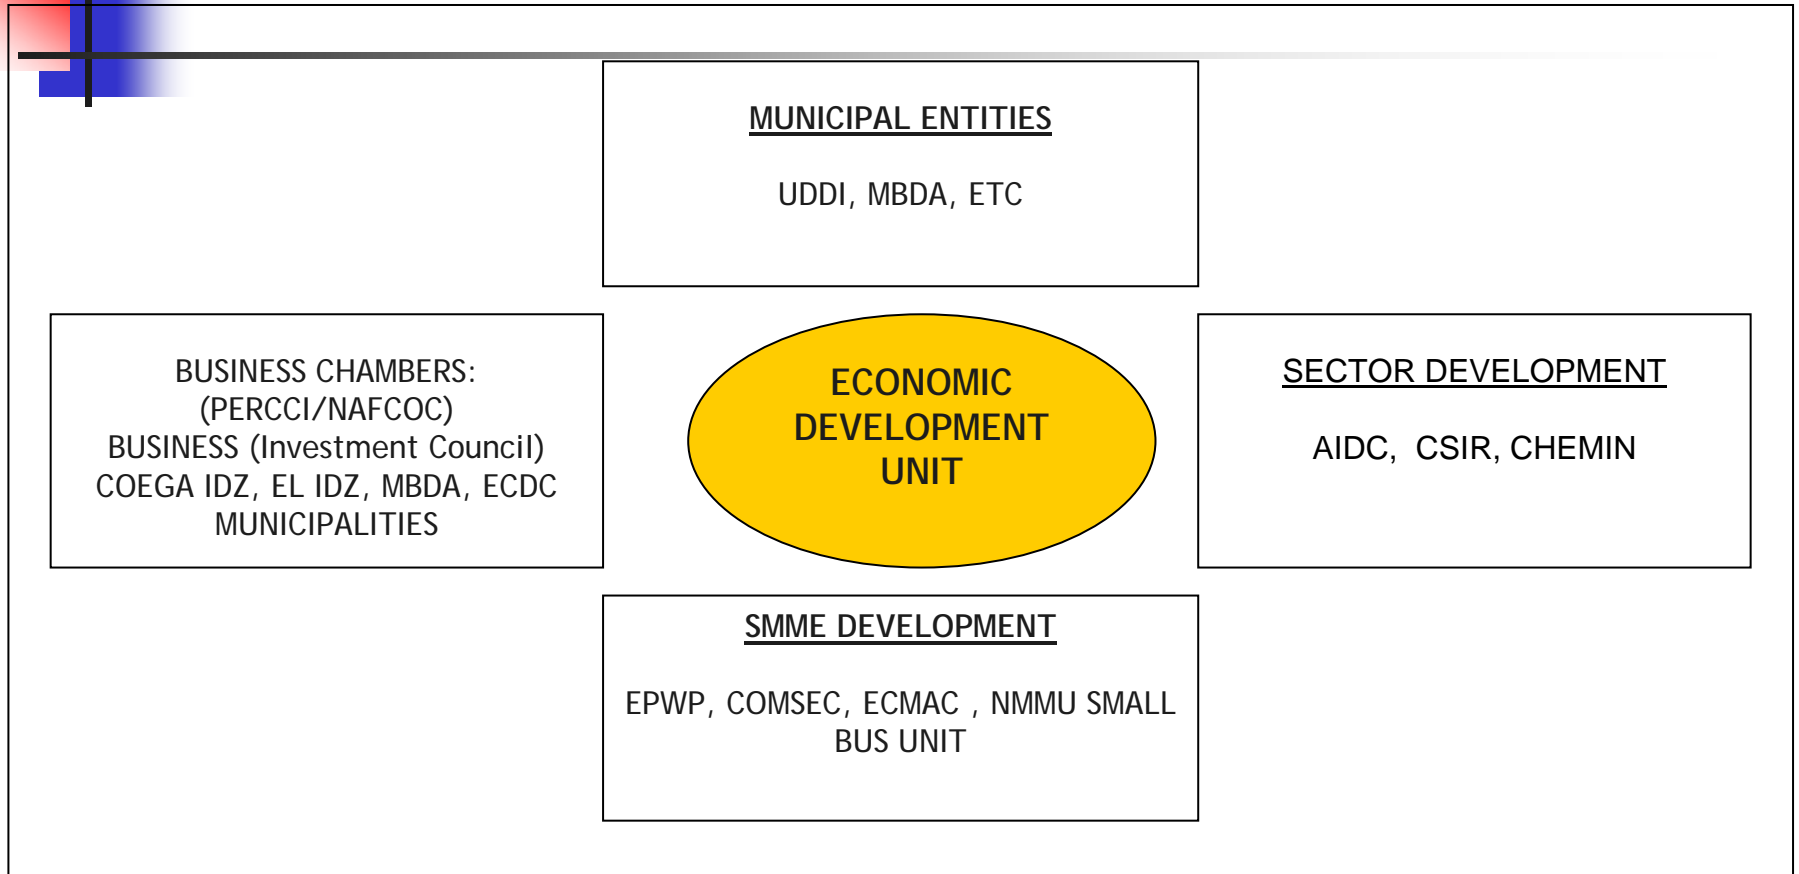 MUNICIPAL ENTITIES
UDDI, MBDA, ETC
BUSINESS CHAMBERS:
(PERCCI/NAFCOC)
BUSINESS (Investment Council)
COEGA IDZ, EL IDZ, MBDA, ECDC
MUNICIPALITIES
ECONOMIC
DEVELOPMENT
UNIT
SECTOR DEVELOPMENT
AIDC, CSIR, CHEMIN
SMME DEVELOPMENT
EPWP, COMSEC, ECMAC , NMMU SMALL
BUS UNIT